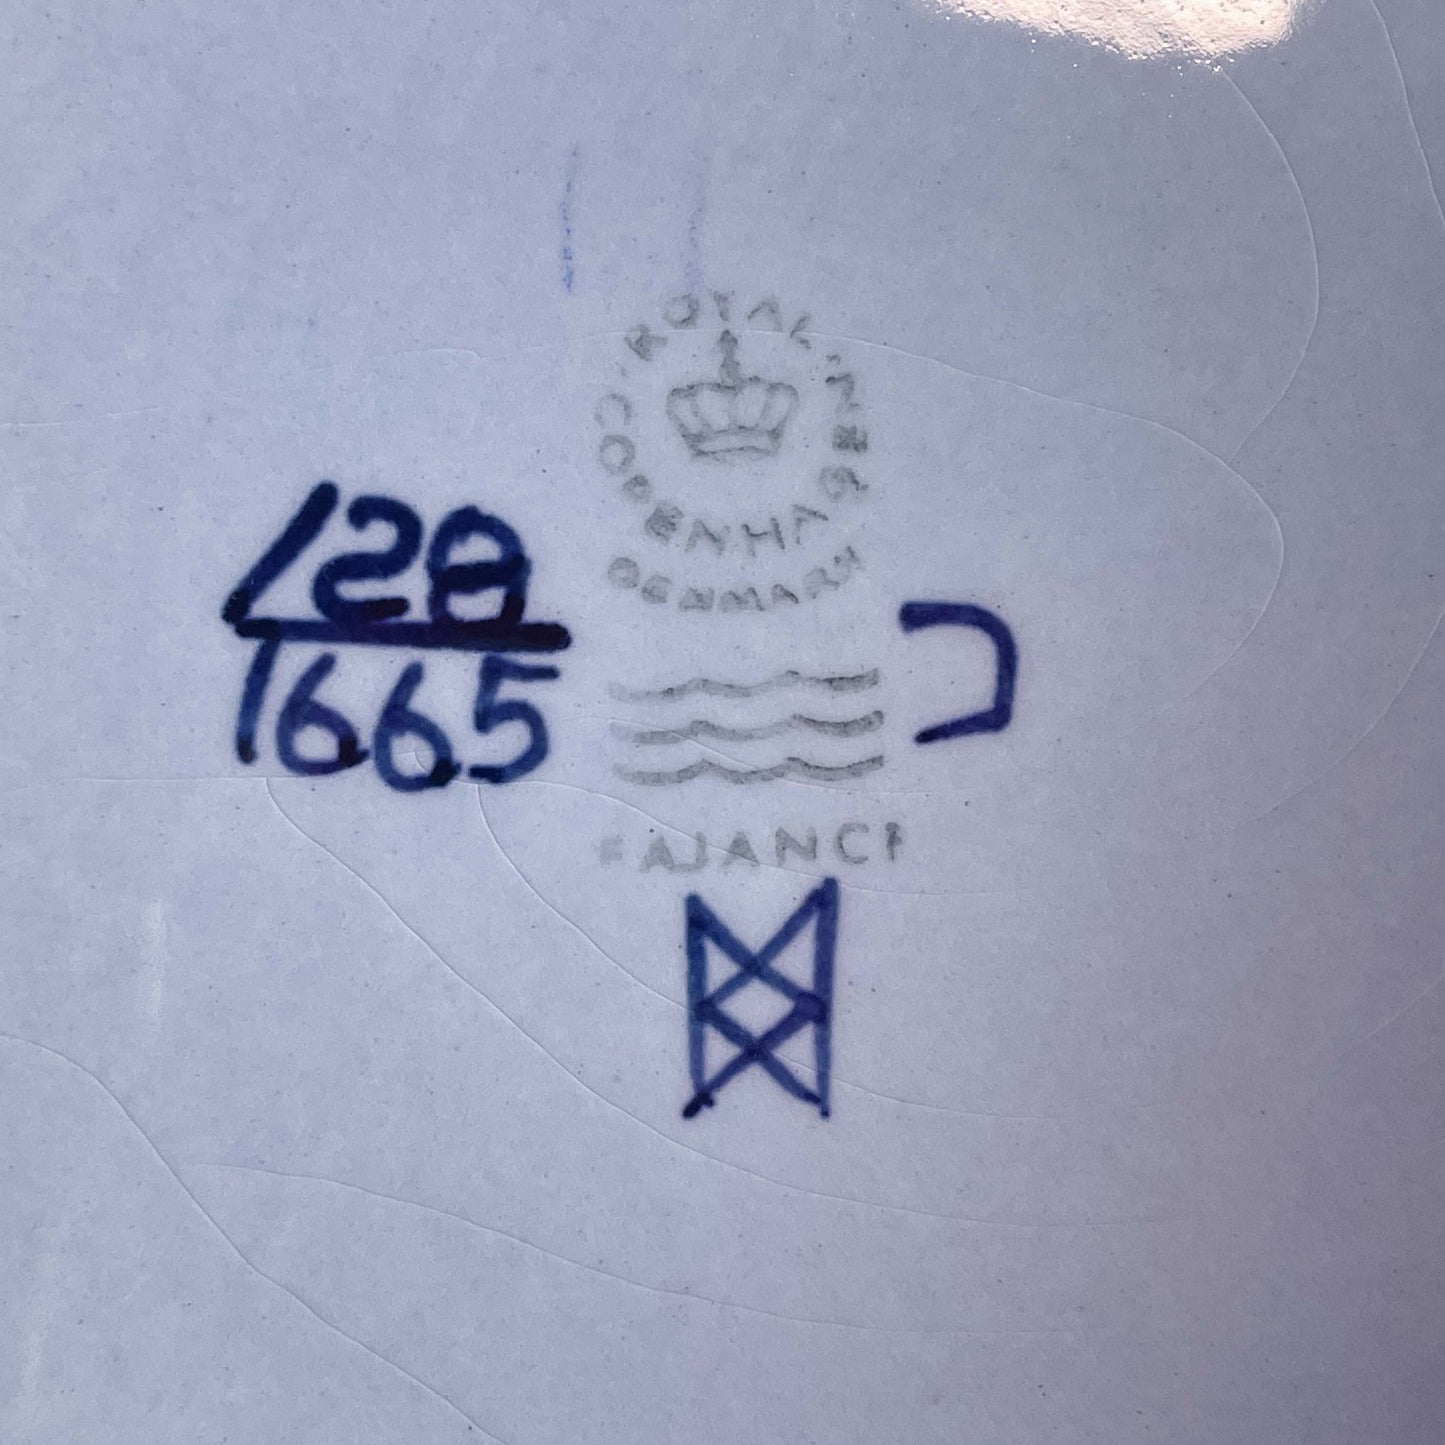 ROYAL COPENHAGEN
DENMARK
128
1665
FAJANCE